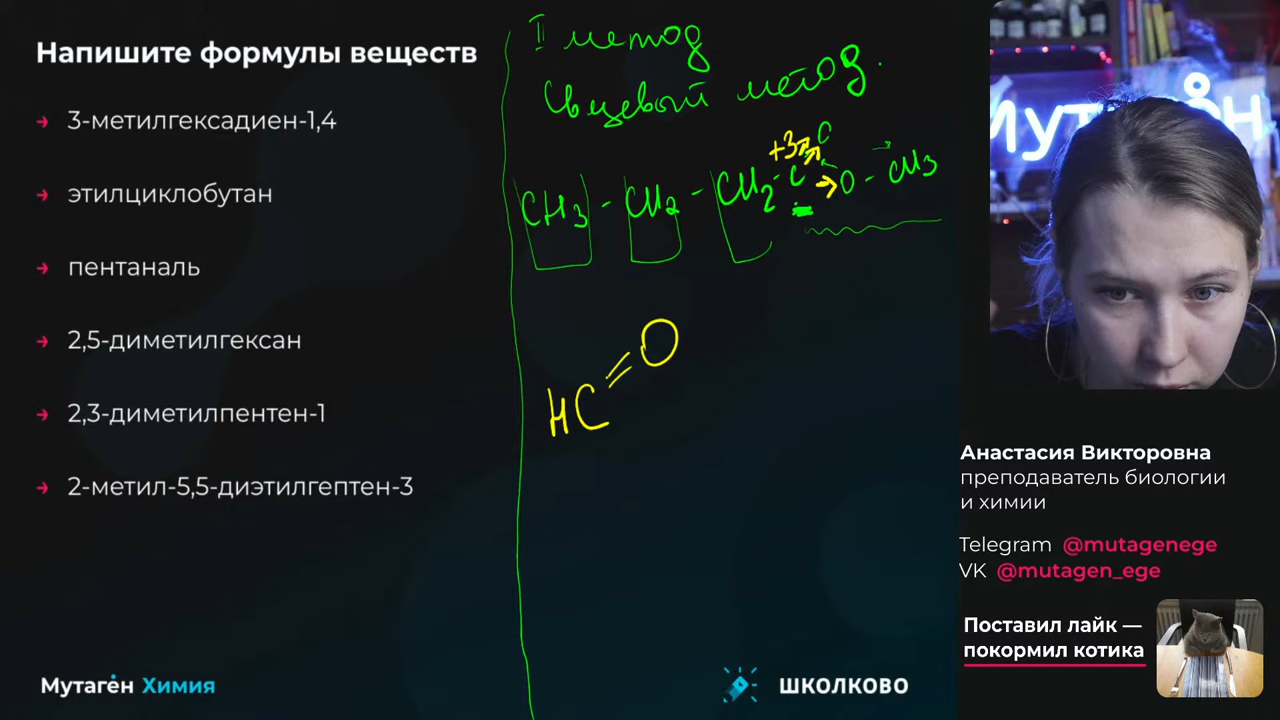 Напишите формулы веществ
→ 3-метилгексадиен-1,4
→ этилциклобутан
→ пентаналь
→ 2,5-диметилгексан
→ 2,3-диметилпентен-1
→ 2-метил-5,5-диэтилгептен-3
Мутаген Химия
II метод
метод.
+3
O
CH3 - CH2 - CH2 - C O - CH3
HC=O
ШКОЛКОВО
Анастасия Викторовна
преподаватель биологии
и химии
Telegram @mutagenege
VK @mutagen_ege
Поставил лайк —
покормил котика